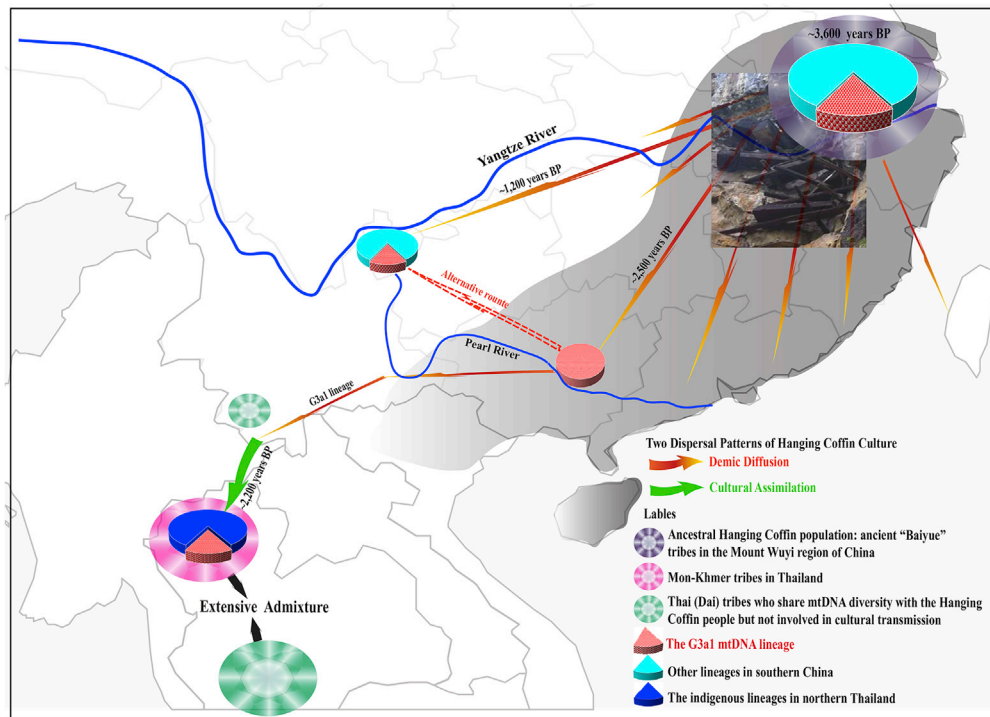 ~3,600 years BP
Yangtze River
~1,200 years BP
~2,500 years BP
Alternative rounte
Pearl River
G3a1 lineage
~2,200 years BP
Extensive Admixture
Two Dispersal Patterns of Hanging Coffin Culture
Demic Diffusion
Cultural Assimilation
Lables
Ancestral Hanging Coffin population: ancient “Baiyue”
tribes in the Mount Wuyi region of China
Mon-Khmer tribes in Thailand
Thai (Dai) tribes who share mtDNA diversity with the Hanging
Coffin people but not involved in cultural transmission
The G3a1 mtDNA lineage
Other lineages in southern China
The indigenous lineages in northern Thailand